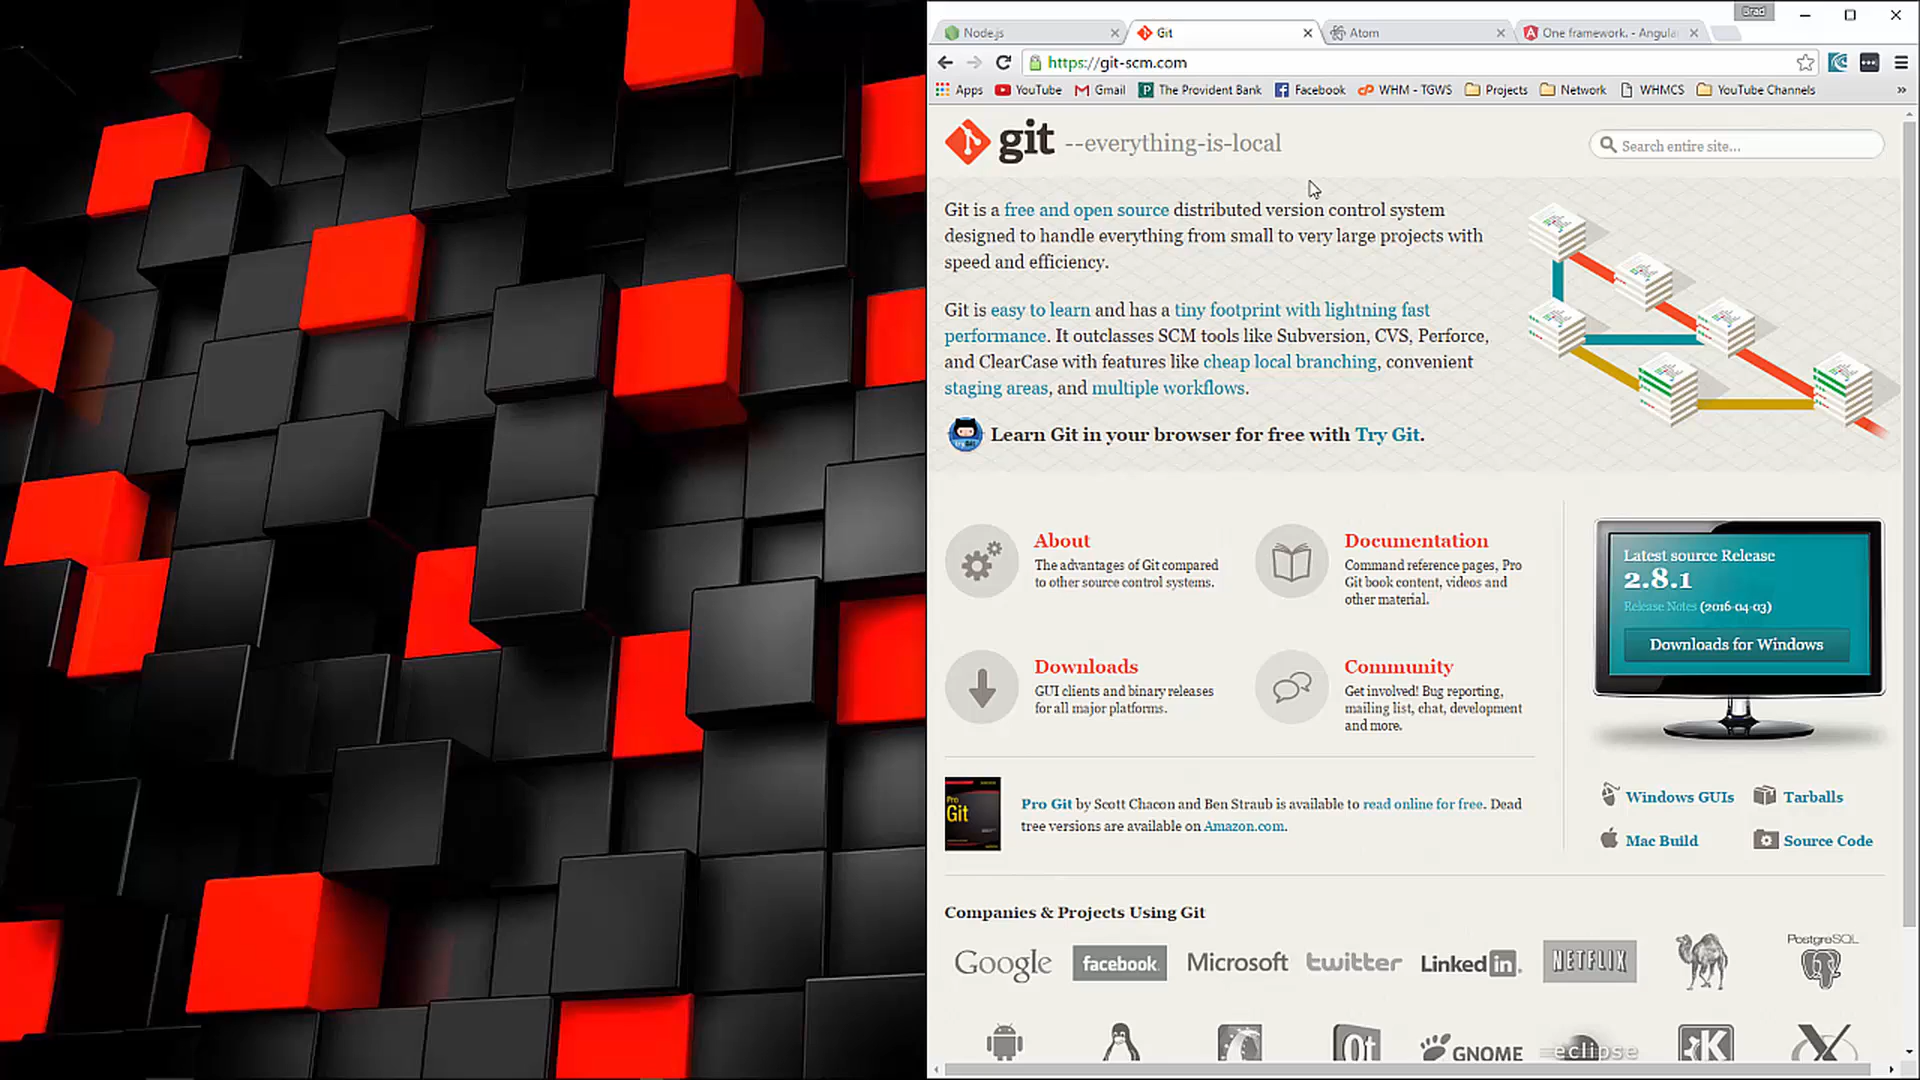 Brad
Node.js
Git
Atom
One framework. - Angula
https://git-scm.com
Apps
YouTube
Gmail
The Provident Bank
Facebook
WHM - TGWS
Projects
Network
WHMCS
YouTube Channels
git --everything-is-local
Search entire site...
Git is a free and open source distributed version control system
designed to handle everything from small to very large projects with
speed and efficiency.
Git is easy to learn and has a tiny footprint with lightning fast
performance. It outclasses SCM tools like Subversion, CVS, Perforce,
and ClearCase with features like cheap local branching, convenient
staging areas, and multiple workflows.
Learn Git in your browser for free with Try Git.
About
The advantages of Git compared
to other source control systems.
Documentation
Command reference pages, Pro
Git book content, videos and
other material.
Downloads
GUI clients and binary releases
for all major platforms.
Community
Get involved! Bug reporting,
mailing list, chat, development
and more.
Latest source Release
2.8.1
Release Notes (2016-04-03)
Downloads for Windows
Windows GUIs
Tarballs
Mac Build
Source Code
Pro
Git
Pro Git by Scott Chacon and Ben Straub is available to read online for free. Dead
tree versions are available on Amazon.com.
Companies & Projects Using Git
Google
facebook
Microsoft
twitter
Linked in
NETFLIX
PostgreSQL
Qt
GNOME
eclipse
K
X